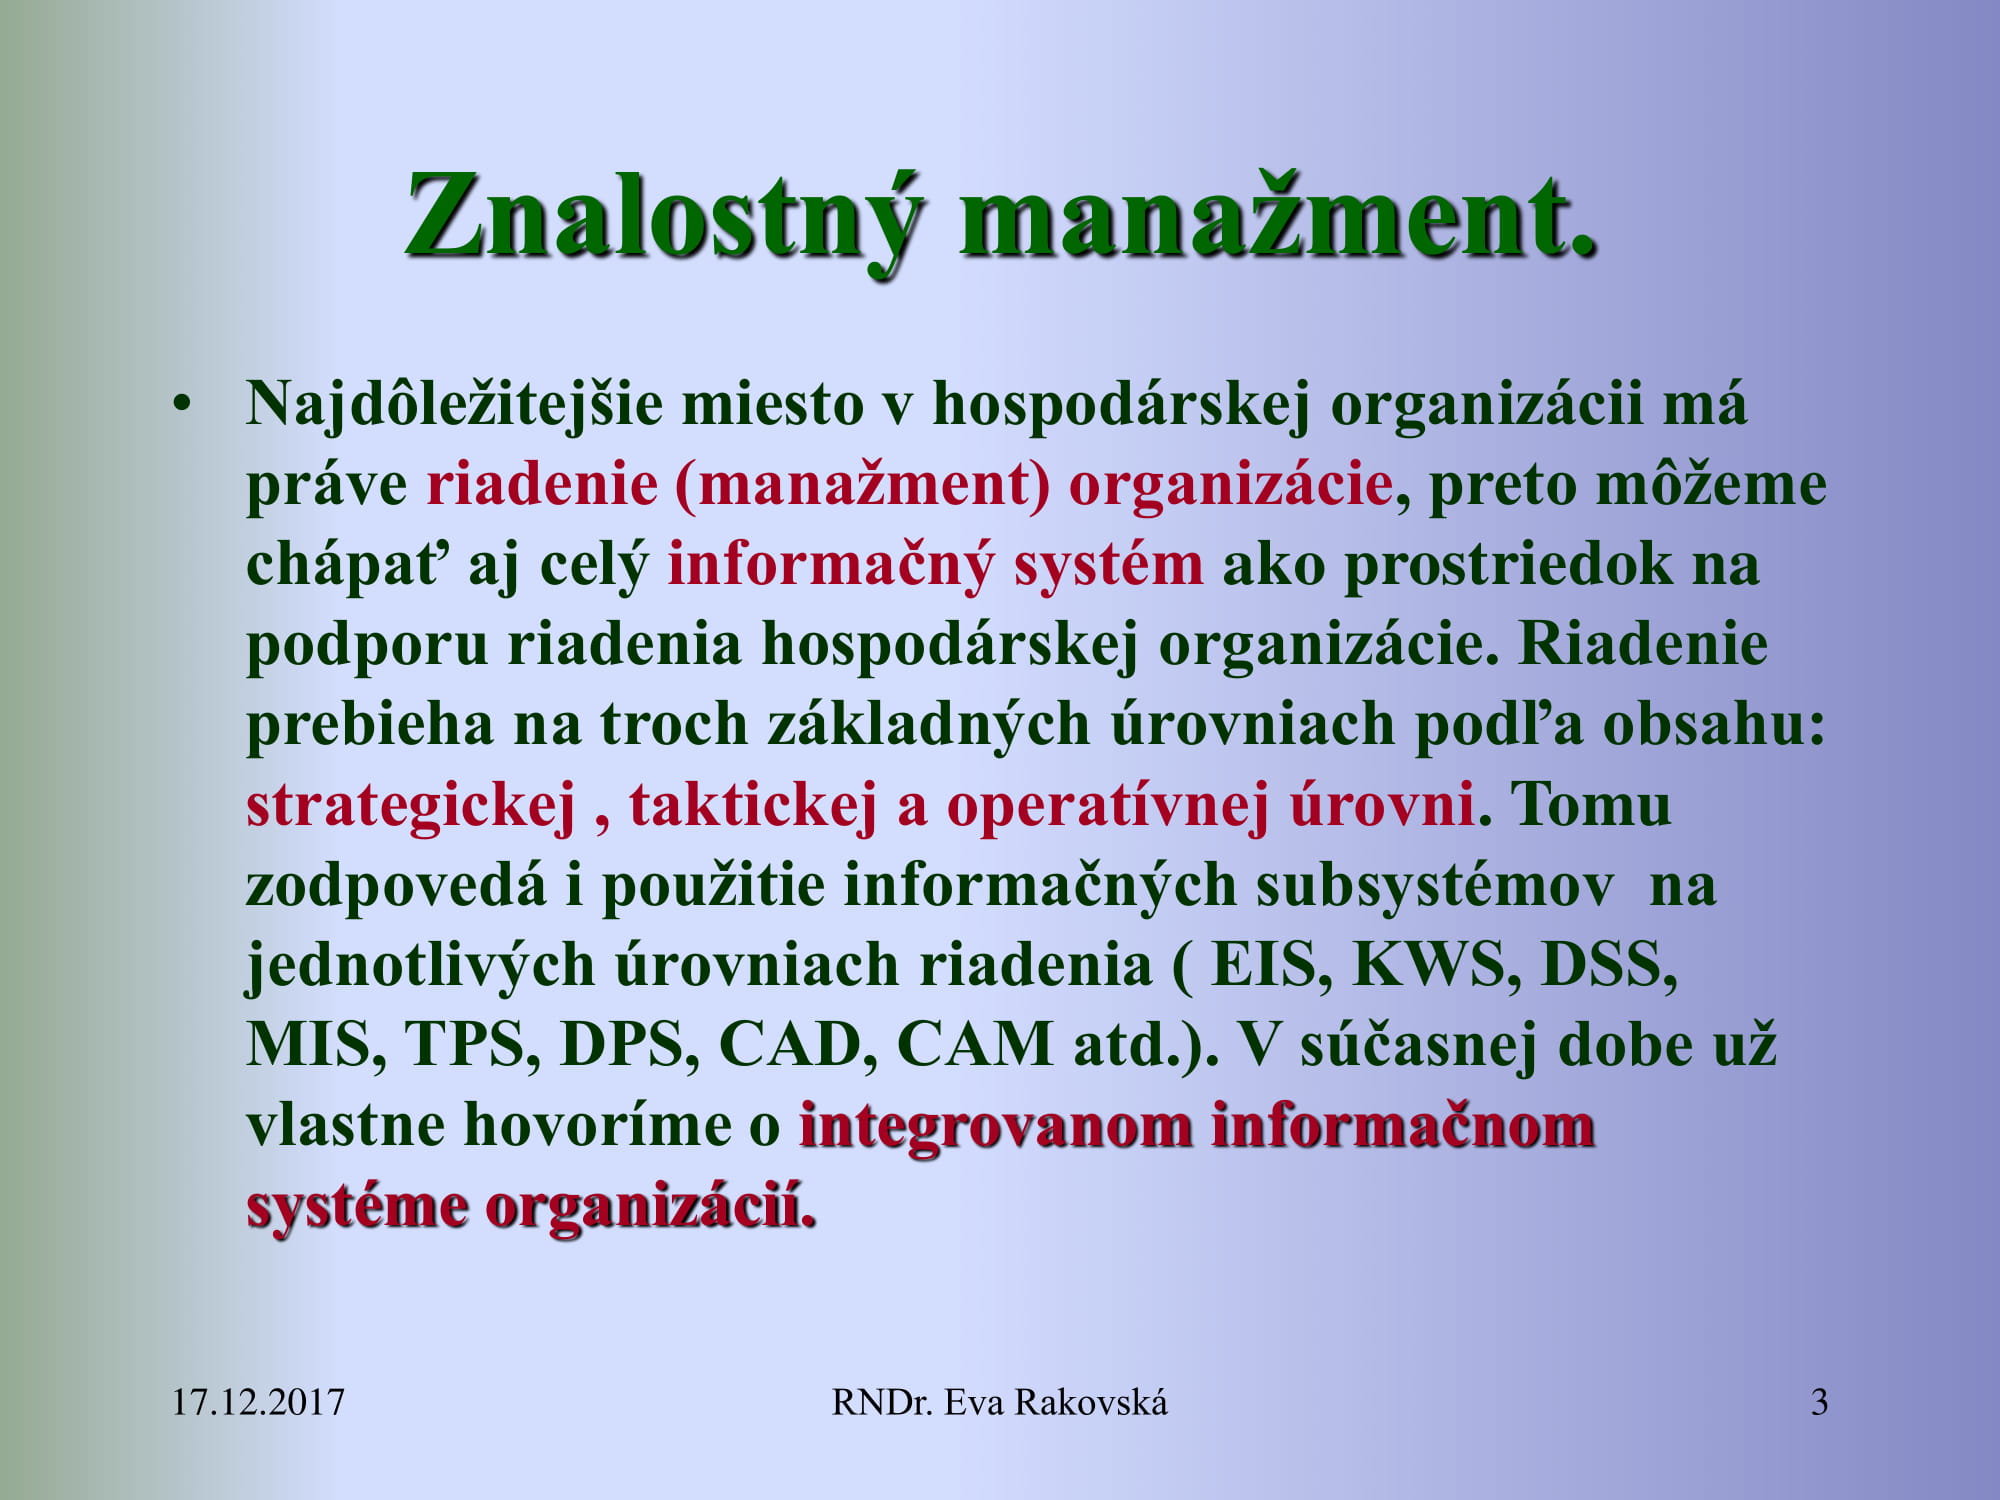 Znalostný manažment.
• Najdôležitejšie miesto v hospodárskej organizácii má
práve riadenie (manažment) organizácie, preto môžeme
chápať aj celý informačný systém ako prostriedok na
podporu riadenia hospodárskej organizácie. Riadenie
prebieha na troch základných úrovniach podľa obsahu:
strategickej , taktickej a operatívnej úrovni. Tomu
zodpovedá i použitie informačných subsystémov  na
jednotlivých úrovniach riadenia ( EIS, KWS, DSS,
MIS, TPS, DPS, CAD, CAM atd.). V súčasnej dobe už
vlastne hovoríme o integrovanom informačnom
systéme organizácií.
17.12.2017
RNDr. Eva Rakovská
3